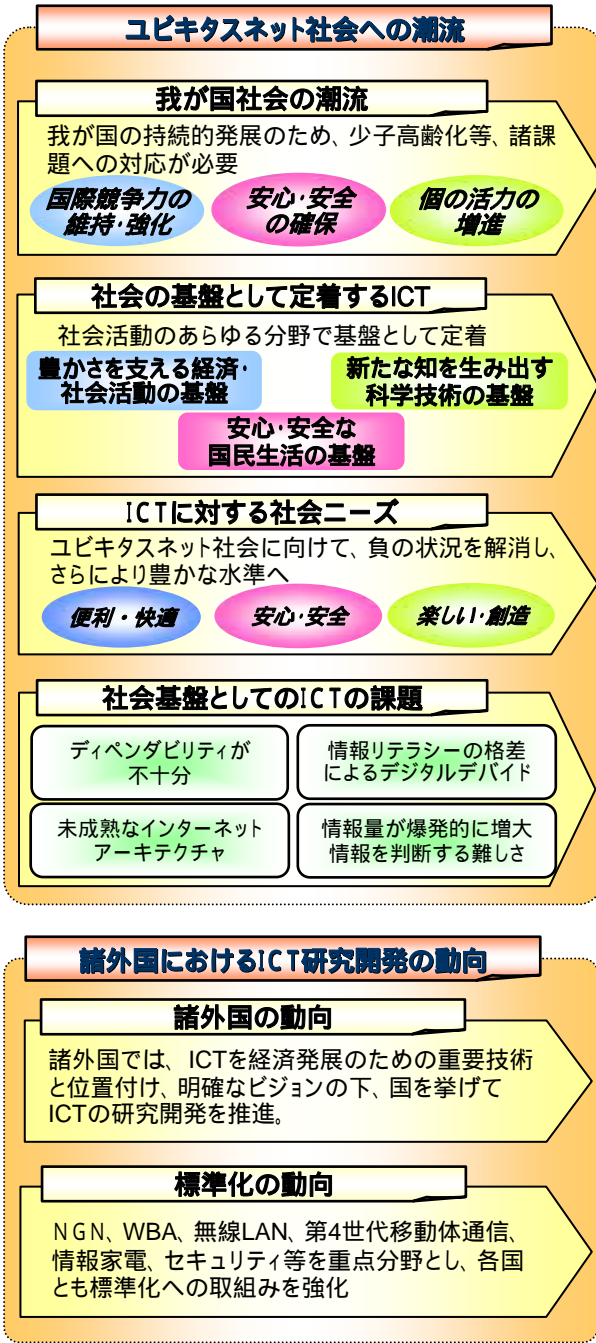 ユビキタスネット社会への潮流
我が国社会の潮流
我が国の持続的発展のため、少子高齢化等、諸課
題への対応が必要
国際競争力の
維持・強化
安心・安全
の確保
個の活力の
増進
社会の基盤として定着するICT
社会活動のあらゆる分野で基盤として定着
豊かさを支える経済・
社会活動の基盤
新たな知を生み出す
科学技術の基盤
安心・安全な
国民生活の基盤
ICTに対する社会ニーズ
ユビキタスネット社会に向けて、負の状況を解消し、
さらにより豊かな水準へ
便利・快適
安心・安全
楽しい・創造
社会基盤としてのICTの課題
ディペンダビリティが
不十分
情報リテラシーの格差
によるデジタルデバイド
未成熟なインターネット
アーキテクチャ
情報量が爆発的に増大
情報を判断する難しさ
諸外国におけるICT研究開発の動向
諸外国の動向
諸外国では、ICTを経済発展のための重要技術
と位置付け、明確なビジョンの下、国を挙げて
ICTの研究開発を推進。
標準化の動向
NGN、WBA、無線LAN、第4世代移動体通信、
情報家電、セキュリティ等を重点分野とし、各国
とも標準化への取組みを強化